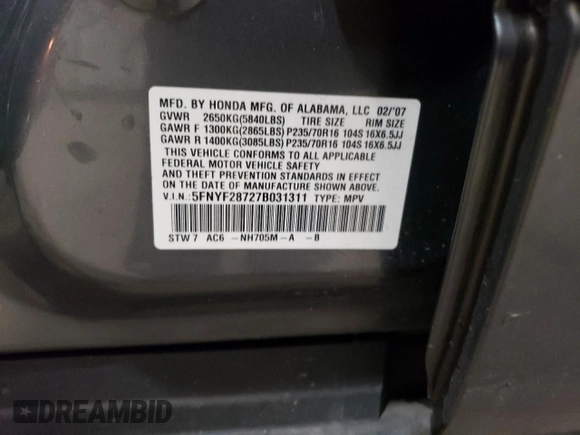 MFD. BY HONDA MFG. OF ALABAMA, LLC 02/'07
GVWR 2650KG(5840LBS) TIRE SIZE RIM SIZE
GAWR F 1300KG(2865LBS) P235/70R16 104S 16X6.5JJ
GAWR R 1400KG(3085LBS) P235/70R16 104S 16X6.5JJ
THIS VEHICLE CONFORMS TO ALL APPLICABLE
FEDERAL MOTOR VEHICLE SAFETY
AND THEFT PREVENTION STANDARDS IN EFFECT
ON THE DATE OF MANUFACTURE SHOWN ABOVE.
V.I.N.: 5FNYF28727B031311 TYPE: MPV
STW7 AC6 -NH705M-A -B
DREAMBID